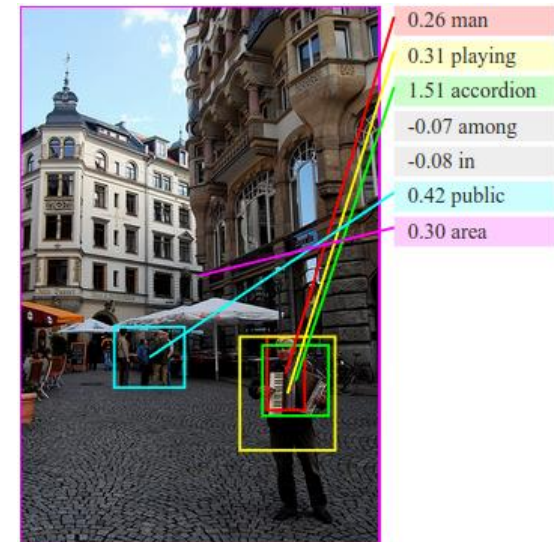 0.26 man
0.31 playing
1.51 accordion
-0.07 among
-0.08 in
0.42 public
0.30 area